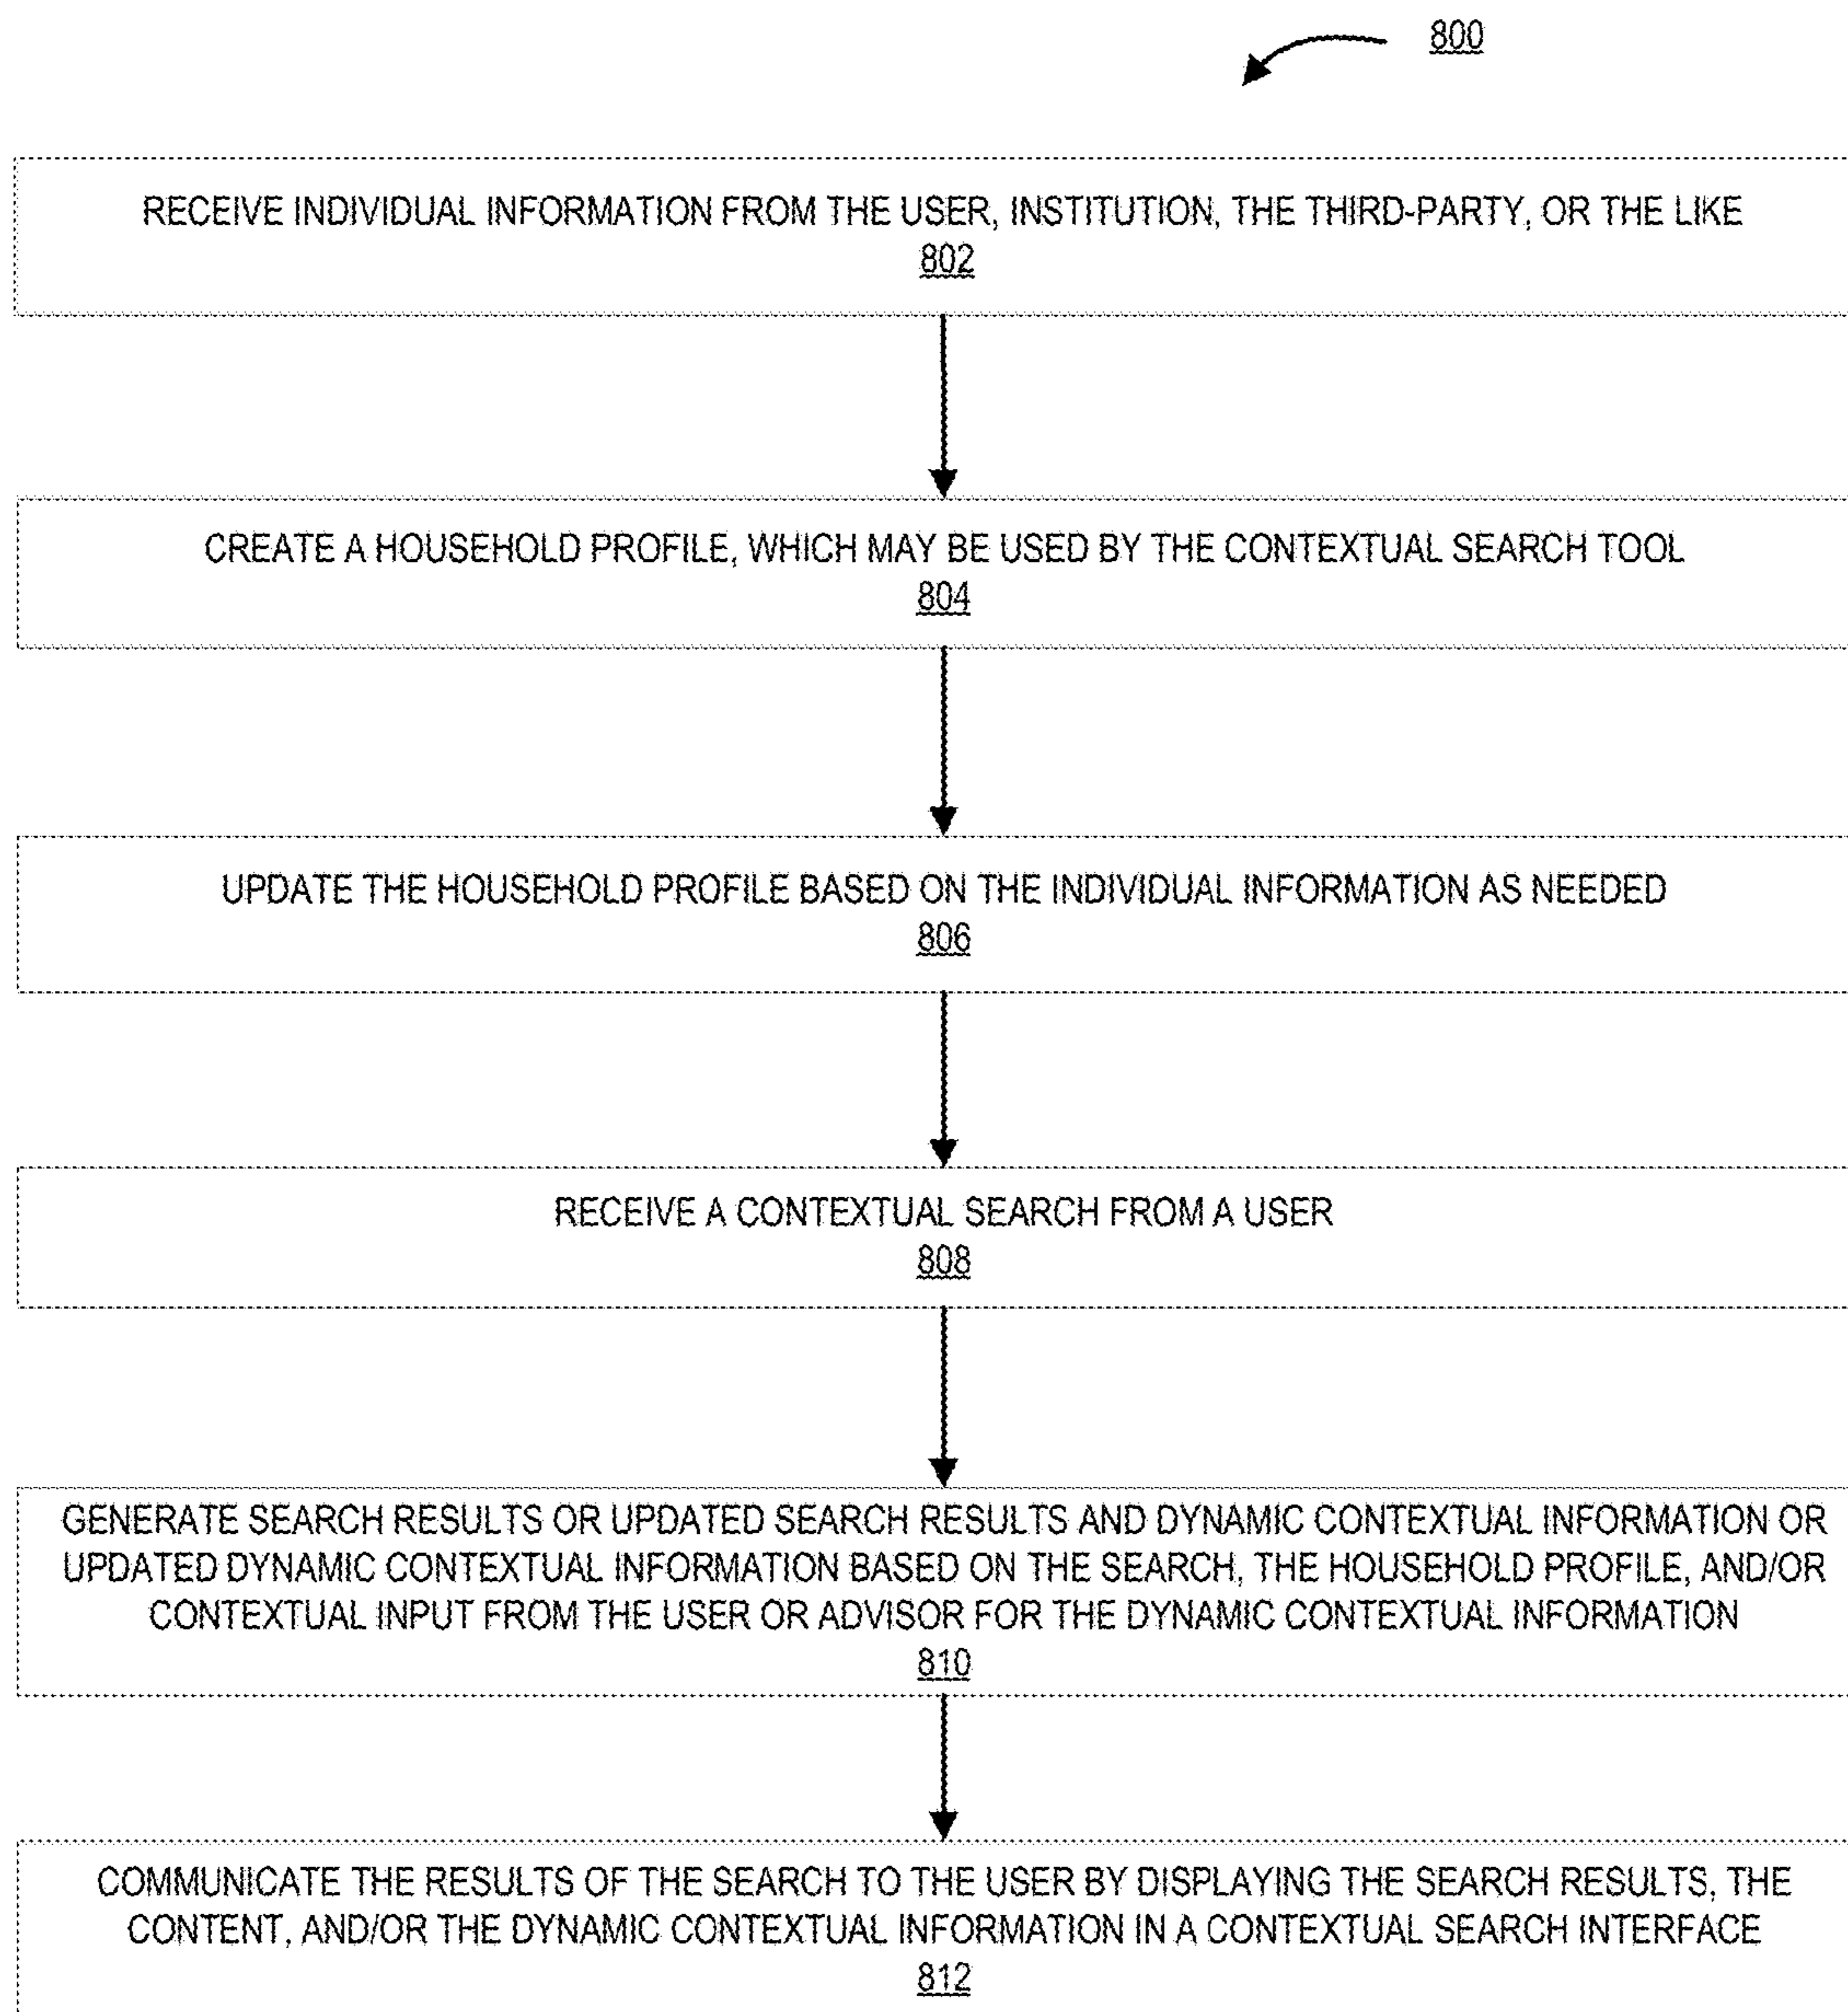 800
RECEIVE INDIVIDUAL INFORMATION FROM THE USER, INSTITUTION, THE THIRD-PARTY, OR THE LIKE
802
CREATE A HOUSEHOLD PROFILE, WHICH MAY BE USED BY THE CONTEXTUAL SEARCH TOOL
804
UPDATE THE HOUSEHOLD PROFILE BASED ON THE INDIVIDUAL INFORMATION AS NEEDED
806
RECEIVE A CONTEXTUAL SEARCH FROM A USER
808
GENERATE SEARCH RESULTS OR UPDATED SEARCH RESULTS AND DYNAMIC CONTEXTUAL INFORMATION OR
UPDATED DYNAMIC CONTEXTUAL INFORMATION BASED ON THE SEARCH, THE HOUSEHOLD PROFILE, AND/OR
CONTEXTUAL INPUT FROM THE USER OR ADVISOR FOR THE DYNAMIC CONTEXTUAL INFORMATION
810
COMMUNICATE THE RESULTS OF THE SEARCH TO THE USER BY DISPLAYING THE SEARCH RESULTS, THE
CONTENT, AND/OR THE DYNAMIC CONTEXTUAL INFORMATION IN A CONTEXTUAL SEARCH INTERFACE
812